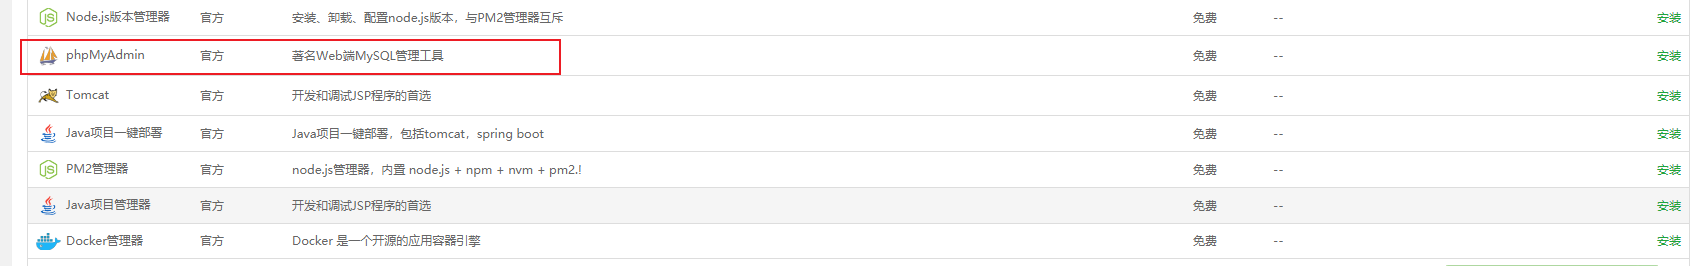 Node.js版本管理器 官方 安装、卸载、配置node.js版本，与PM2管理器互斥 免费 -- 安装
phpMyAdmin 官方 著名Web端MySQL管理工具 免费 -- 安装
Tomcat 官方 开发和调试JSP程序的首选 免费 -- 安装
Java项目一键部署 官方 Java项目一键部署，包括tomcat，spring boot 免费 -- 安装
PM2管理器 官方 node.js管理器，内置 node.js + npm + nvm + pm2.! 免费 -- 安装
Java项目管理器 官方 开发和调试JSP程序的首选 免费 -- 安装
Docker管理器 官方 Docker 是一个开源的应用容器引擎 免费 -- 安装